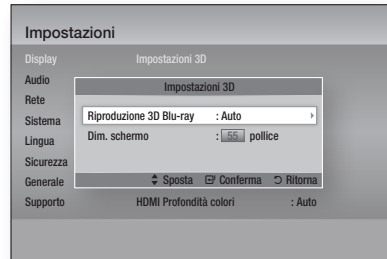 Impostazioni
Display Impostazioni 3D
Audio
Impostazioni 3D
Rete
Riproduzione 3D Blu-ray : Auto
Sistema
Dim. schermo : 55 pollice
Lingua
Sicurezza
Generale Sposta Conferma Ritorna
Supporto HDMI Profondità colori : Auto